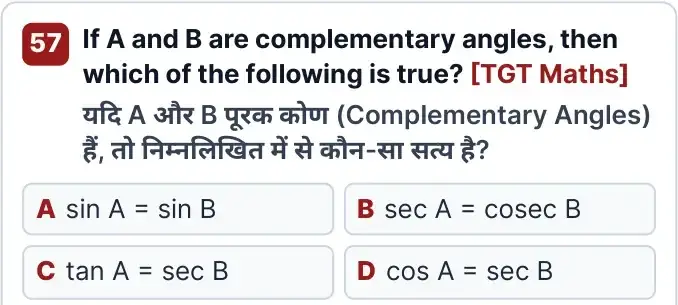 57 If A and B are complementary angles, then
which of the following is true? [TGT Maths]
यदि A और B पूरक कोण (Complementary Angles)
हैं, तो निम्नलिखित में से कौन-सा सत्य है?
A sin A = sin B
B sec A = cosec B
C tan A = sec B
D cos A = sec B